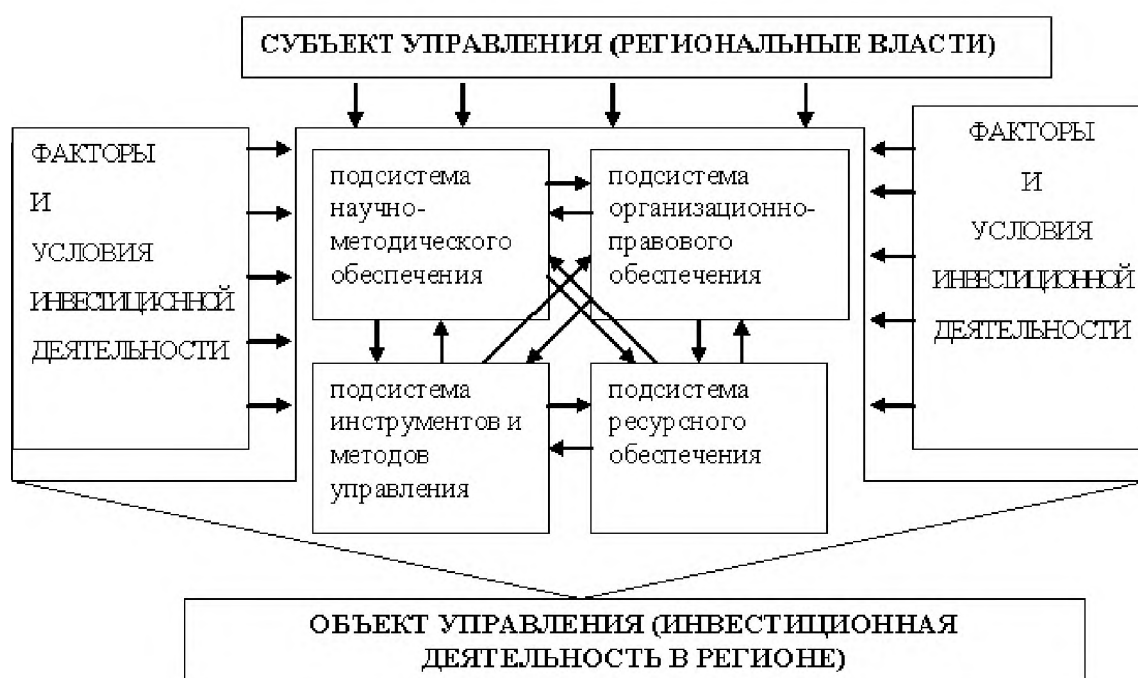 СУБЪЕКТ УПРАВЛЕНИЯ (РЕГИОНАЛЬНЫЕ ВЛАСТИ)
ФАКТОРЫ
И
УСЛОВИЯ
ИНВЕСТИЦИОННОЙ
ДЕЯТЕЛЬНОСТИ
подсистема
научно-
методического
обеспечения
подсистема
организационно-
правового
обеспечения
подсистема
инструментов и
методов
управления
подсистема
ресурсного
обеспечения
ФАКТОРЫ
И
УСЛОВИЯ
ИНВЕСТИЦИОННОЙ
ДЕЯТЕЛЬНОСТИ
ОБЪЕКТ УПРАВЛЕНИЯ (ИНВЕСТИЦИОННАЯ
ДЕЯТЕЛЬНОСТЬ В РЕГИОНЕ)